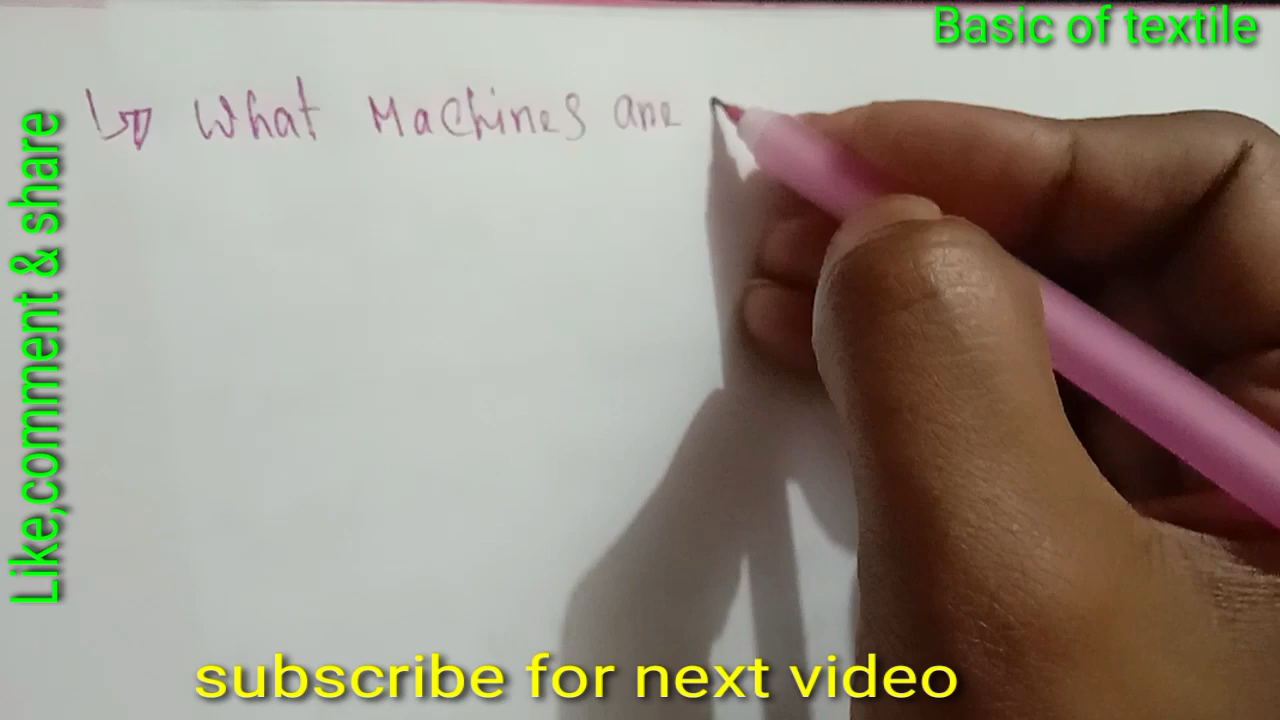 Basic of textile
What Machines are
Like,comment & share
subscribe for next video